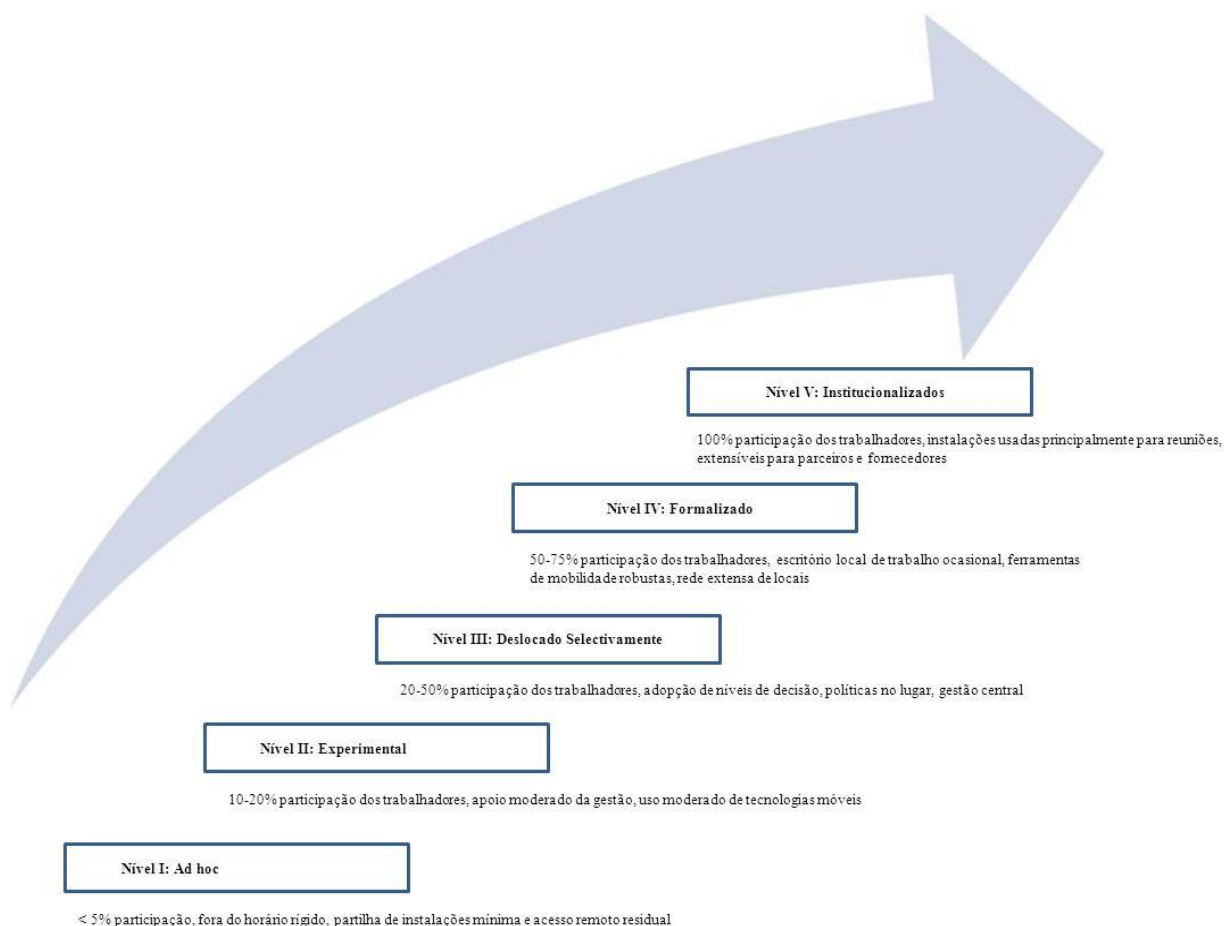 Nível V: Institucionalizados
100% participação dos trabalhadores, instalações usadas principalmente para reuniões,
extensíveis para parceiros e fornecedores
Nível IV: Formalizado
50-75% participação dos trabalhadores, escritório local de trabalho ocasional, ferramentas
de mobilidade robustas, rede extensa de locais
Nível III: Deslocado Selectivamente
20-50% participação dos trabalhadores, adopção de níveis de decisão, políticas no lugar, gestão central
Nível II: Experimental
10-20% participação dos trabalhadores, apoio moderado da gestão, uso moderado de tecnologias móveis
Nível I: Ad hoc
< 5% participação, fora do horário rígido, partilha de instalações mínima e acesso remoto residual